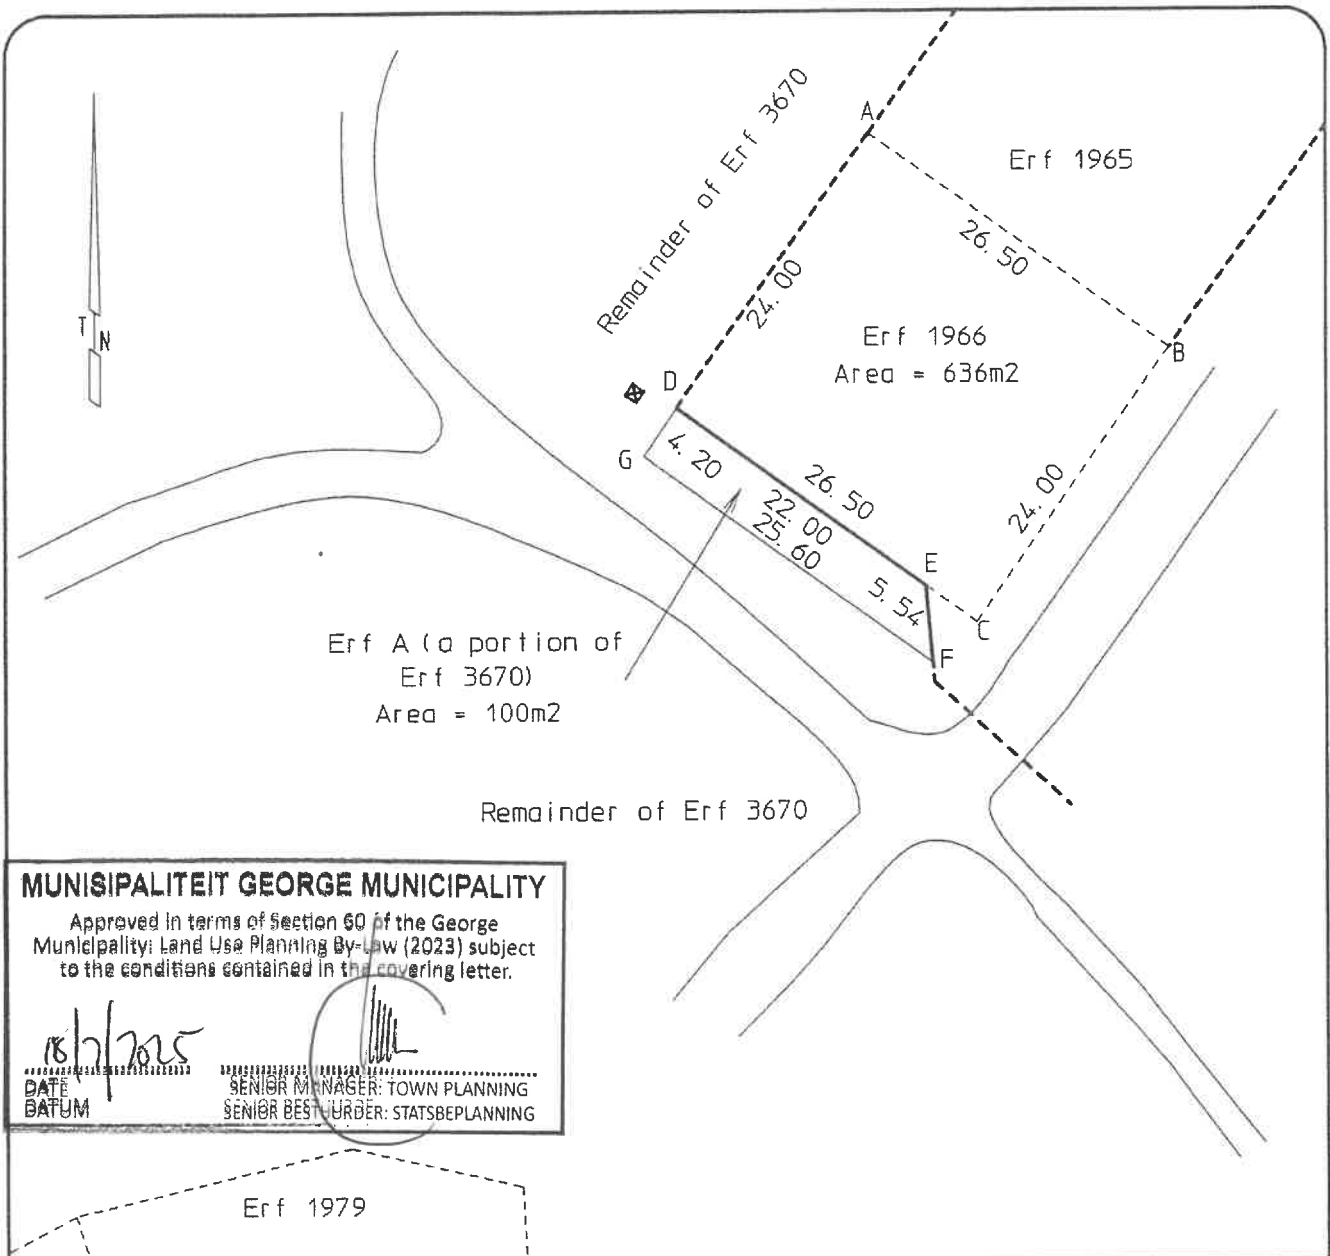 A
Erf 1965
Remainder of Erf 3670
26.50
24.00
T N
Erf 1966
Area = 636m2
B
D
G
4.20
26.50
22.00
25.60
24.00
E
5.54
C
F
Erf A (a portion of
Erf 3670)
Area = 100m2
Remainder of Erf 3670
MUNISIPALITEIT GEORGE MUNICIPALITY
Approved in terms of Section 60 of the George
Municipality: Land Use Planning By-Law (2023) subject
to the conditions contained in the covering letter.
18/7/2025
DATE
DATUM
SENIOR MANAGER: TOWN PLANNING
SENIOR BESTUURDER: STATSBEPLANNING
Erf 1979